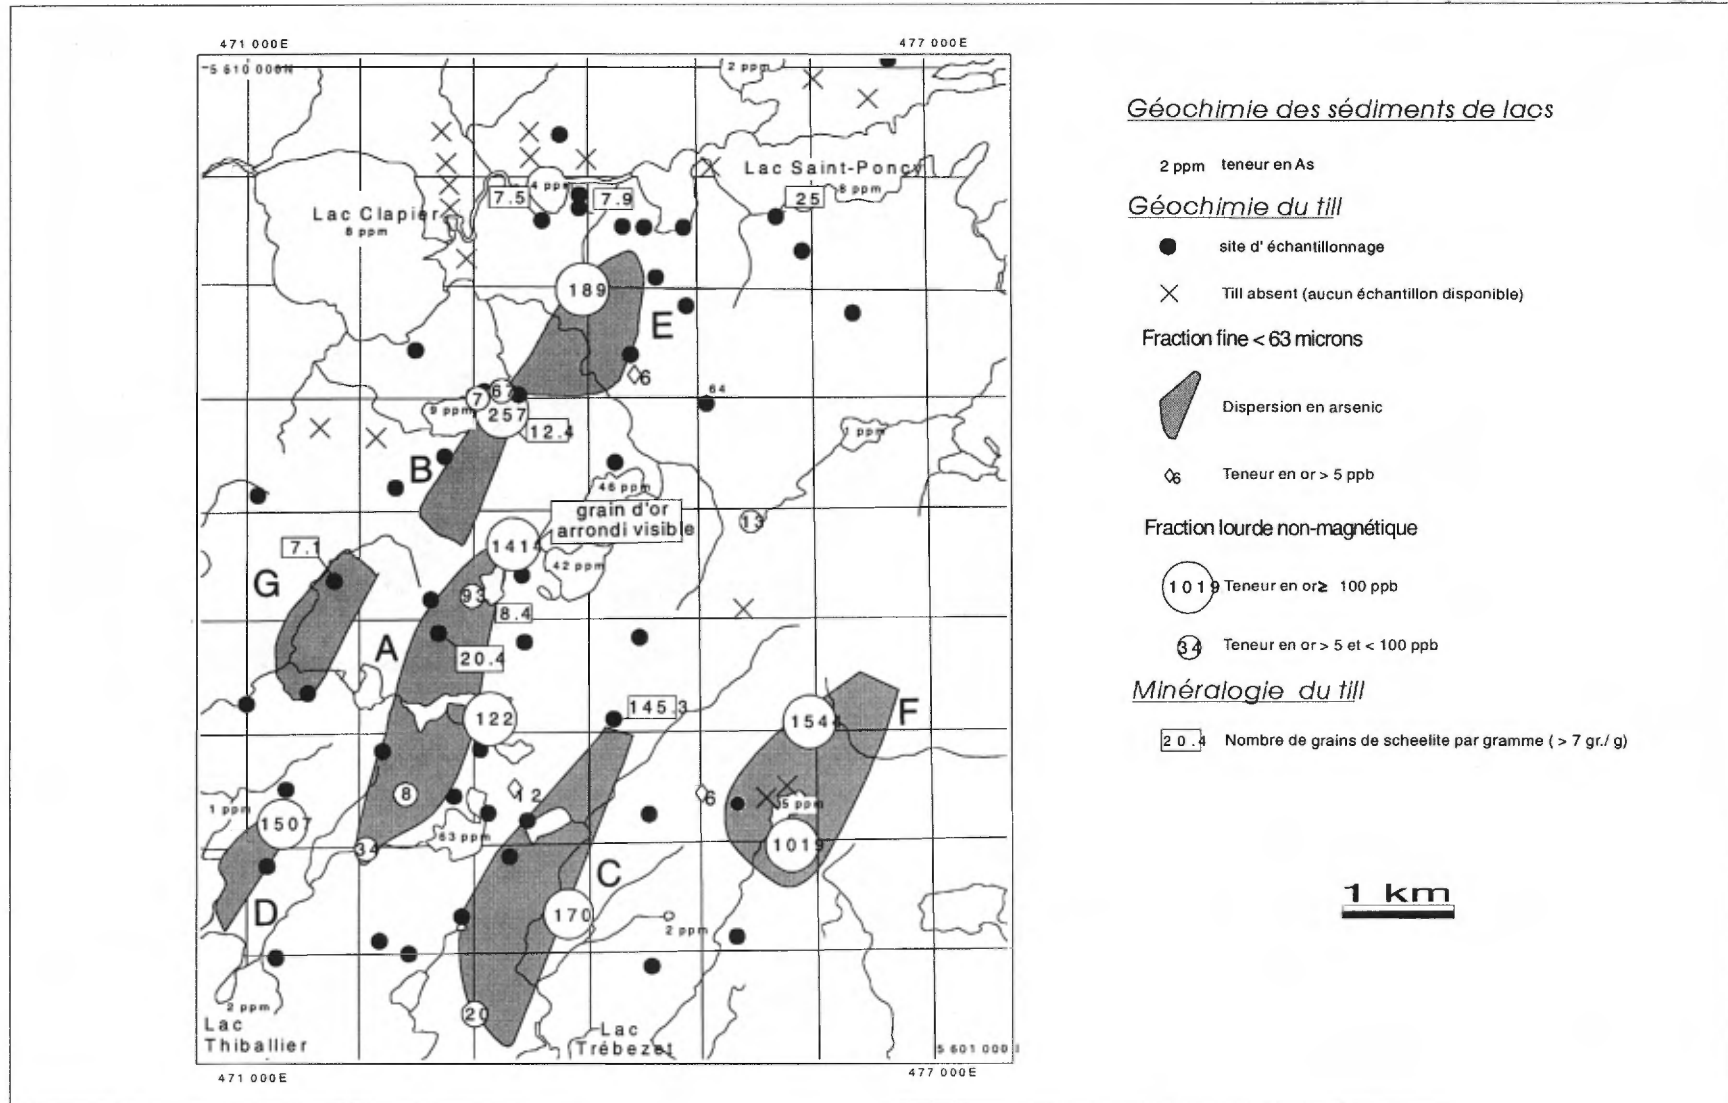 471 000E
477 000E
5 610 000N
2 ppm
Lac Saint-Poncy
8 ppm
4 ppm
7.5
7.9
25
Lac Clapier
8 ppm
189
E
6
64
67
7
257
9 ppm
12.4
1 ppm
B
46 ppm
grain d'or
arrondi visible
13
1414
42 ppm
7.1
G
93
8.4
A
20.4
145.3
122
1544
F
12
6
8
5 ppm
1 ppm
1507
63 ppm
34
1019
C
D
170
2 ppm
2 ppm
20
Lac
Thiballier
Lac
Trébezet
5 601 000
471 000E
477 000E
Géochimie des sédiments de lacs
2 ppm teneur en As
Géochimie du till
site d' échantillonnage
Till absent (aucun échantillon disponible)
Fraction fine < 63 microns
Dispersion en arsenic
6 Teneur en or > 5 ppb
Fraction lourde non-magnétique
1019 Teneur en or ≥ 100 ppb
34 Teneur en or > 5 et < 100 ppb
Minéralogie du till
20.4 Nombre de grains de scheelite par gramme ( > 7 gr./ g)
1 km